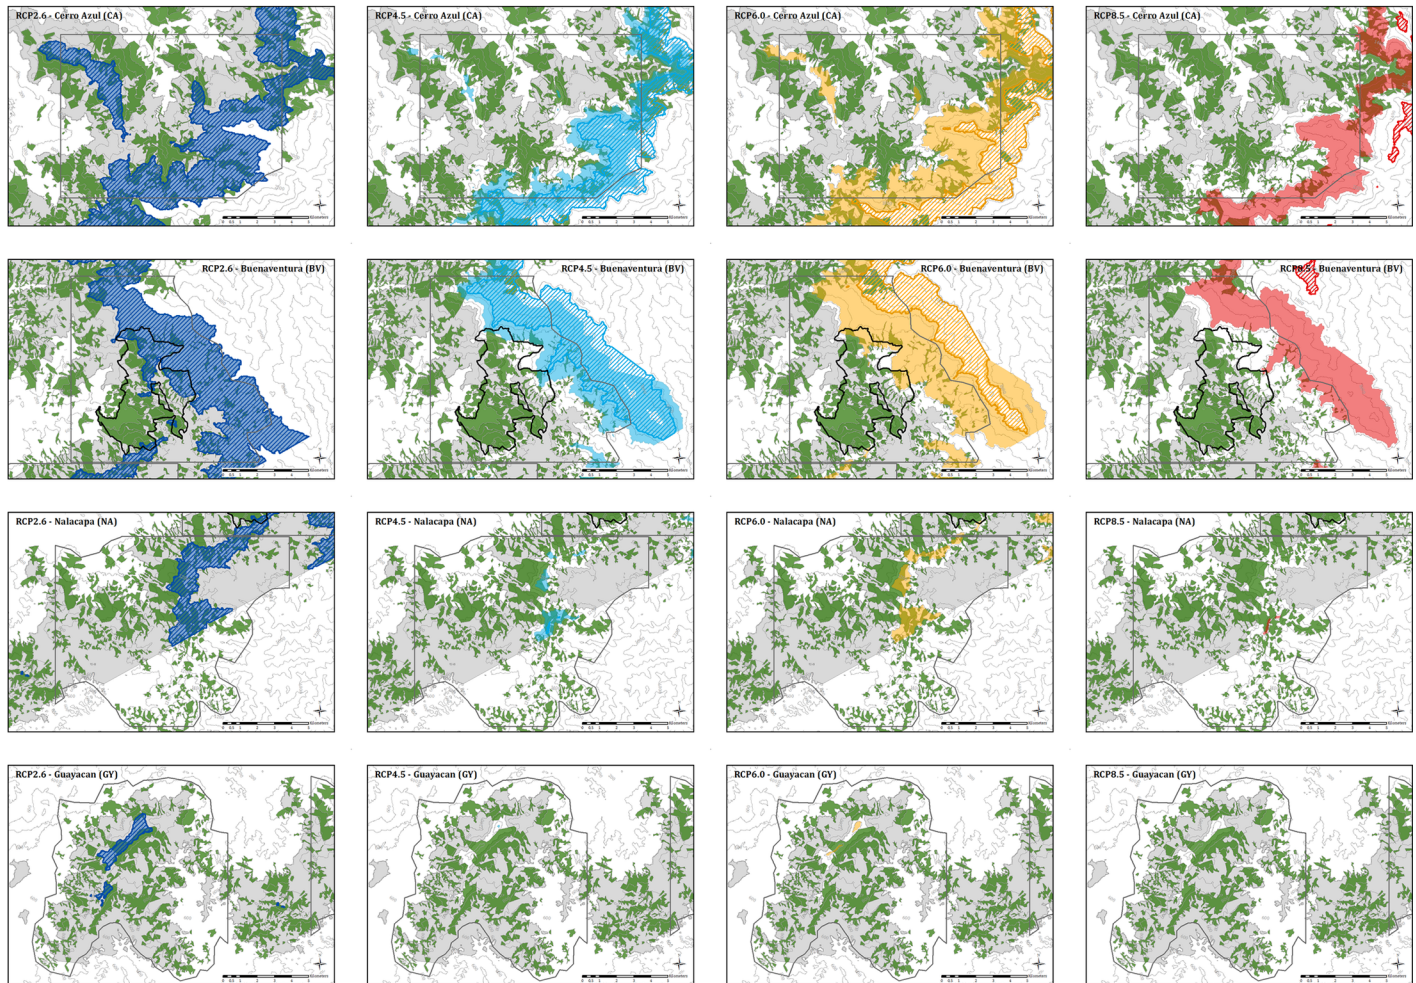 RCP2.6 - Cerro Azul (CA)
RCP4.5 - Cerro Azul (CA)
RCP6.0 - Cerro Azul (CA)
RCP8.5 - Cerro Azul (CA)
RCP2.6 - Buenaventura (BV)
RCP4.5 - Buenaventura (BV)
RCP6.0 - Buenaventura (BV)
RCP8.5 - Buenaventura (BV)
RCP2.6 - Nalacapa (NA)
RCP4.5 - Nalacapa (NA)
RCP6.0 - Nalacapa (NA)
RCP8.5 - Nalacapa (NA)
RCP2.6 - Guayacan (GY)
RCP4.5 - Guayacan (GY)
RCP6.0 - Guayacan (GY)
RCP8.5 - Guayacan (GY)